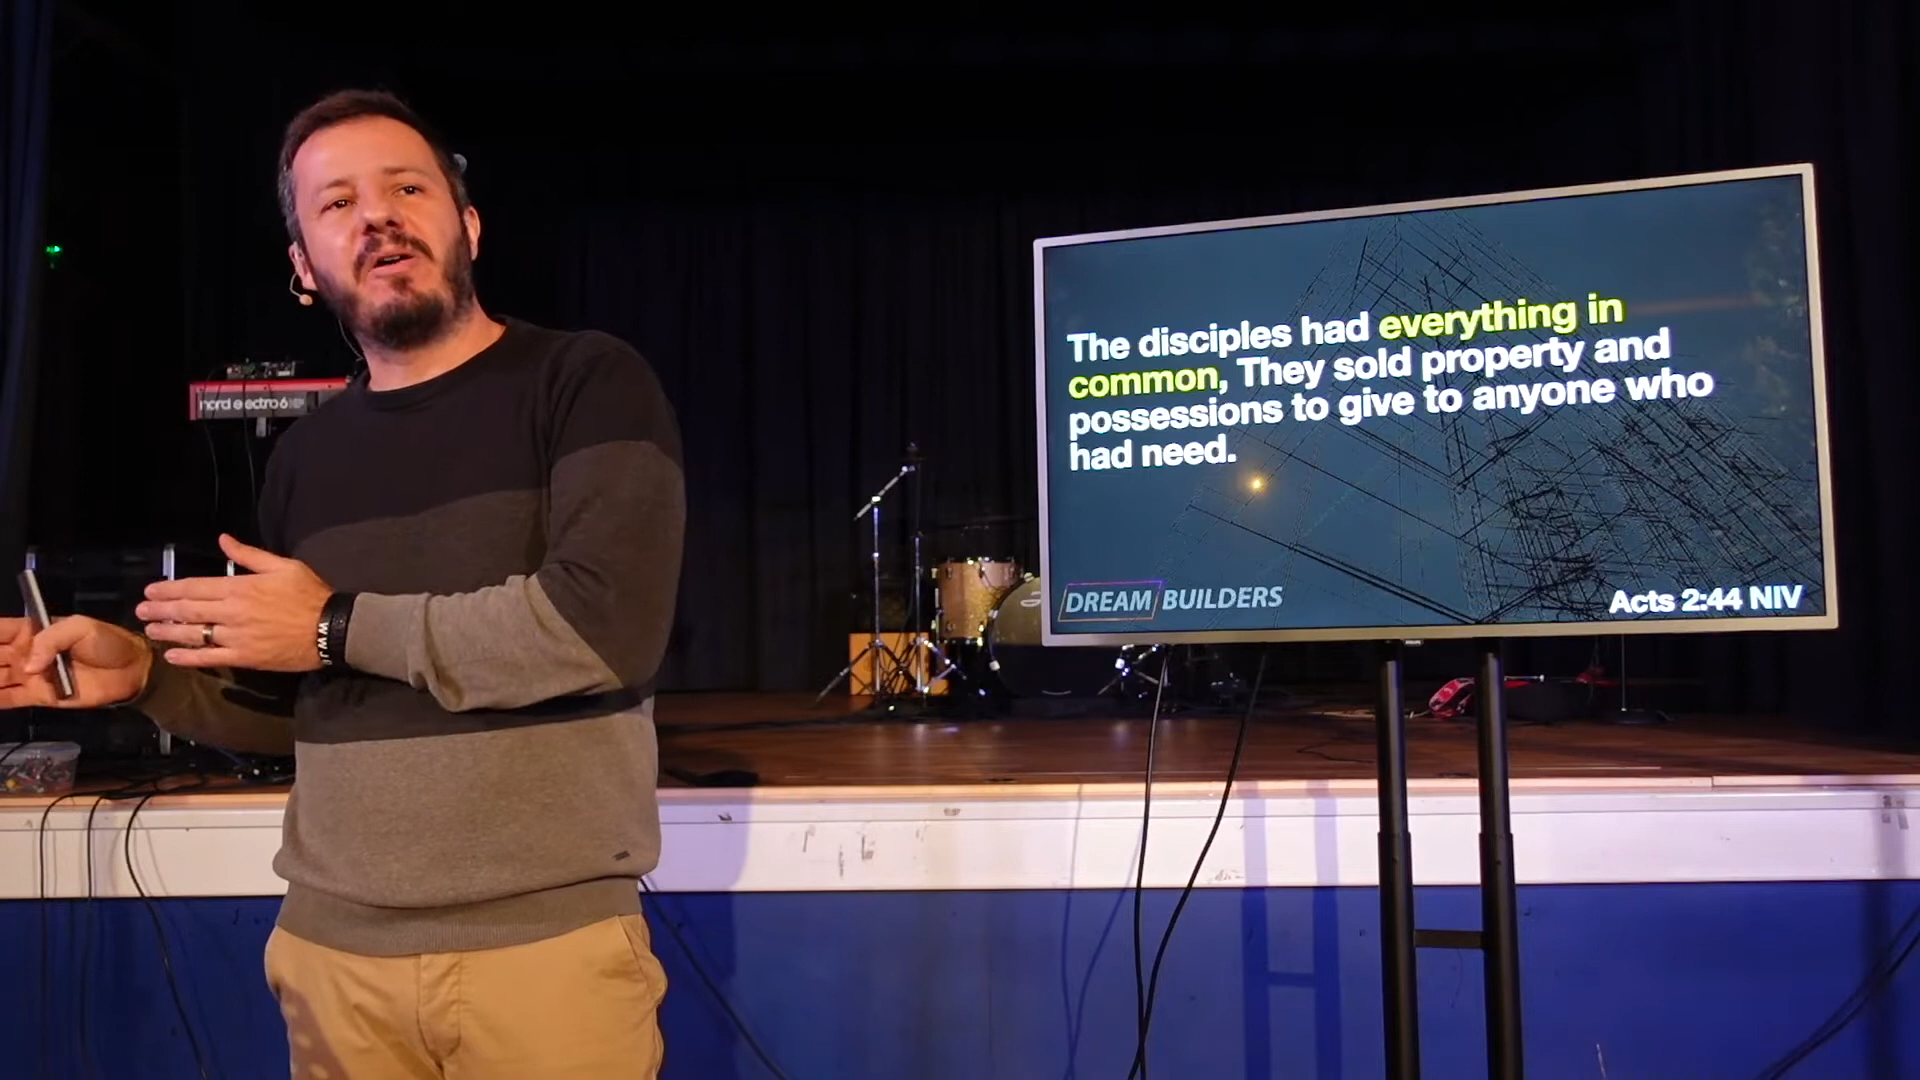 nord electro 6 HP
The disciples had everything in
common, They sold property and
possessions to give to anyone who
had need.
DREAM BUILDERS
Acts 2:44 NIV
W.W.J.